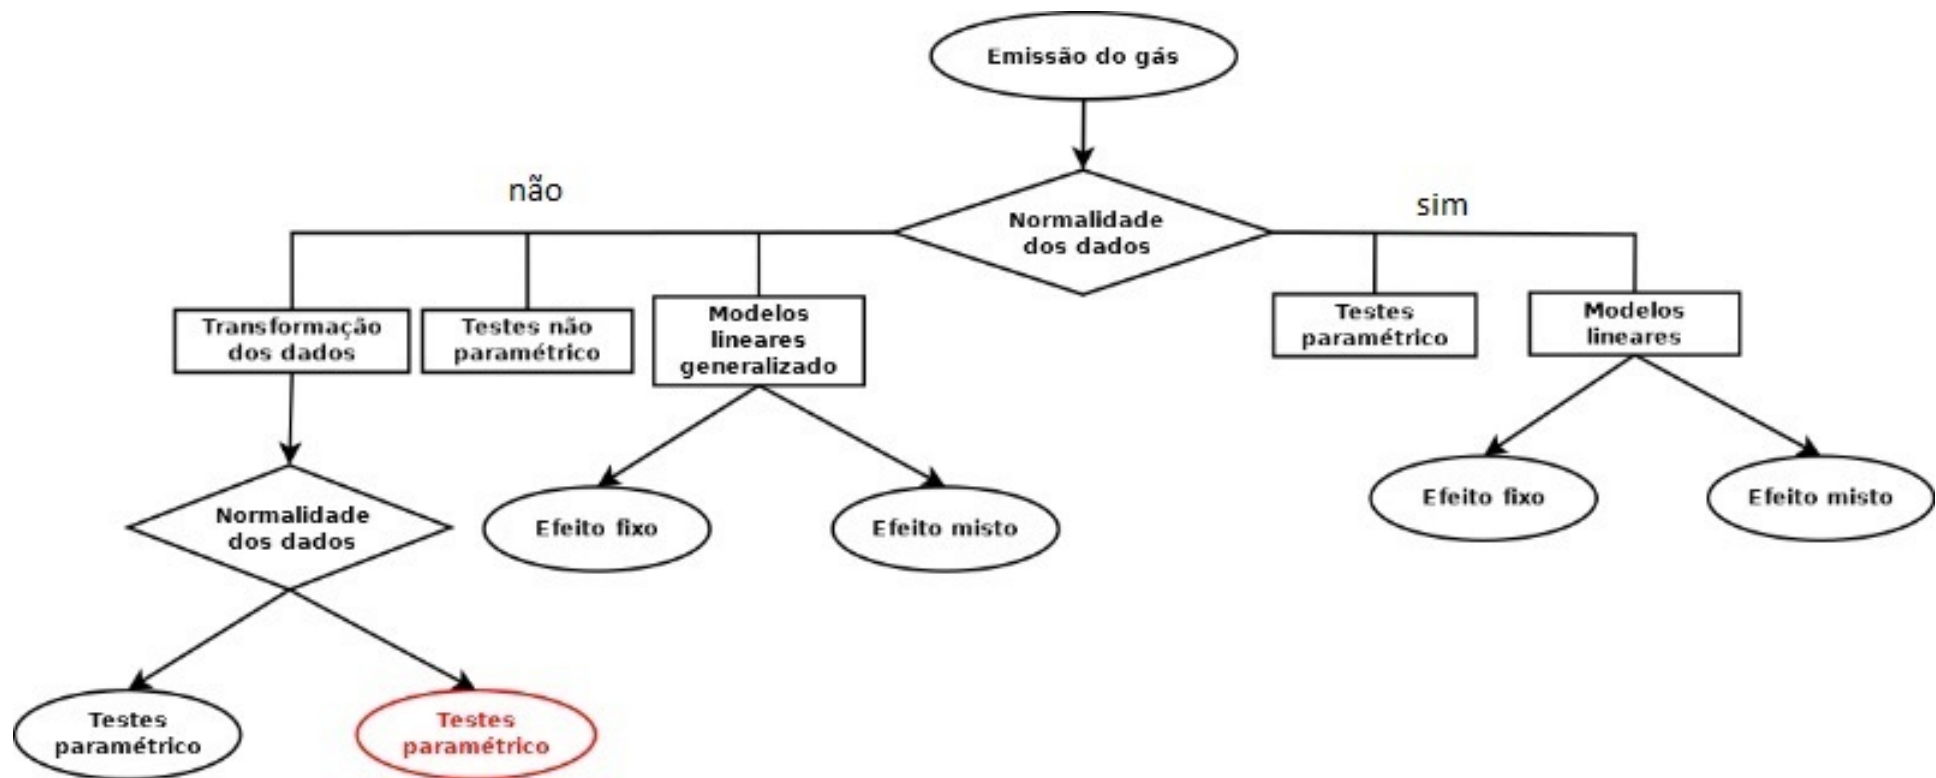 Emissão do gás
não
sim
Normalidade
dos dados
Transformação
dos dados
Testes não
paramétrico
Modelos
lineares
generalizado
Testes
paramétrico
Modelos
lineares
Normalidade
dos dados
Efeito fixo
Efeito misto
Efeito fixo
Efeito misto
Testes
paramétrico
Testes
paramétrico